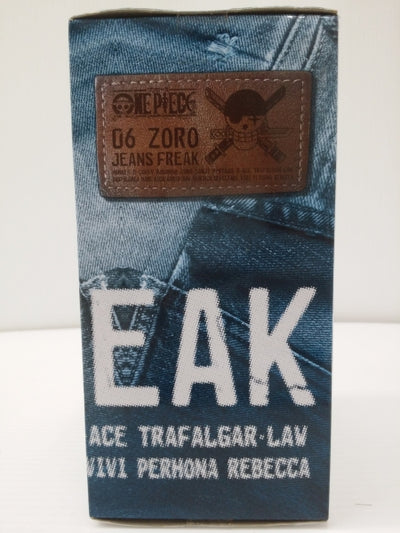 ONE PIECE
06 ZORO
JEANS FREAK
EAK
ACE TRAFALGAR·LAW
VIVI PERHONA REBECCA